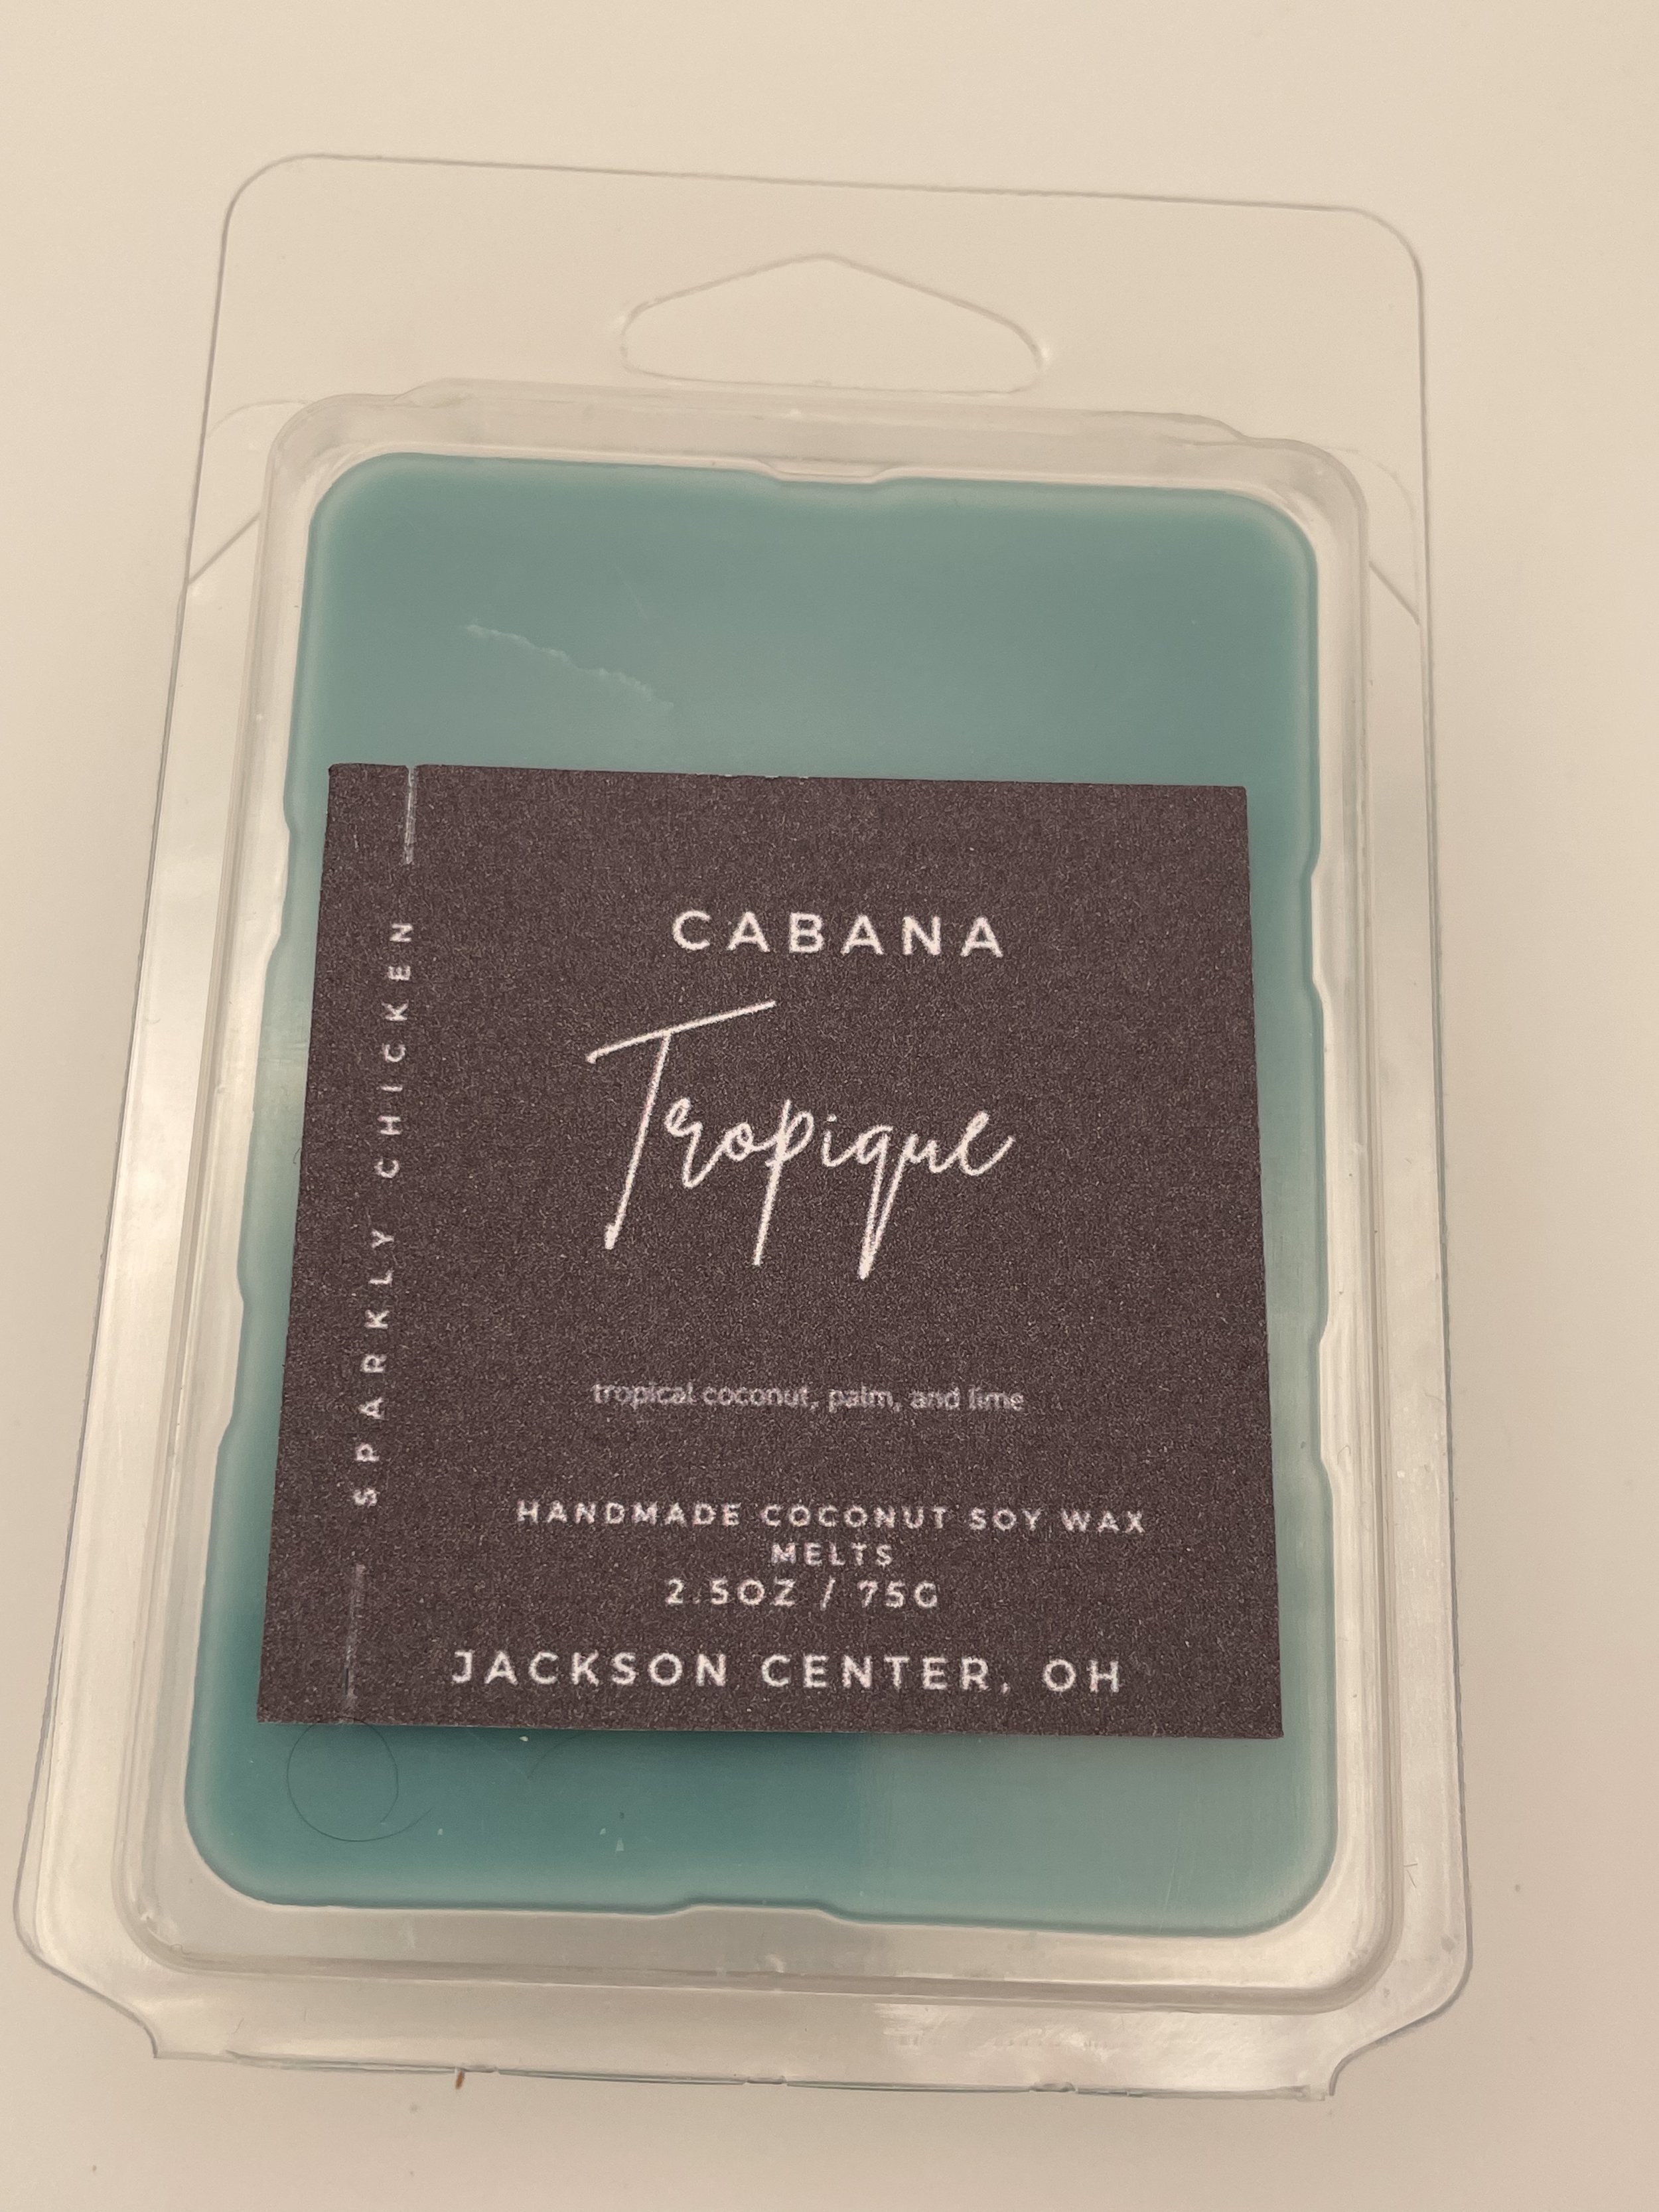 SPARKLY CHICKEN
CABANA
Tropique
tropical coconut, palm, and lime
HANDMADE COCONUT SOY WAX
MELTS
2.5OZ / 75G
JACKSON CENTER, OH